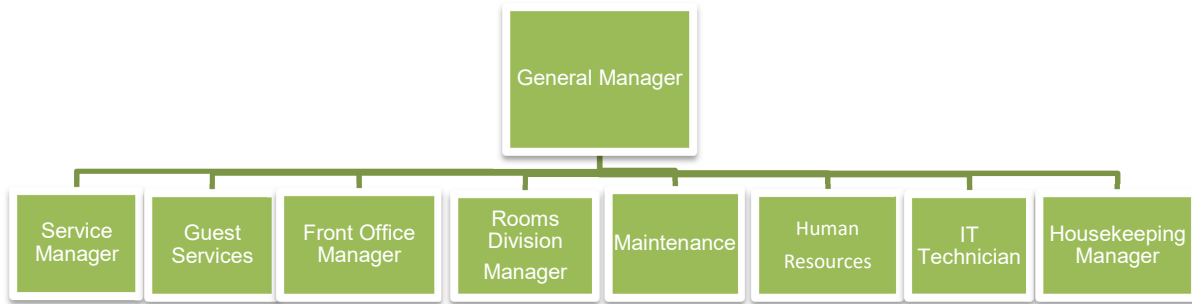 General Manager
Service
Manager
Guest
Services
Front Office
Manager
Rooms
Division
Manager
Maintenance
Human
Resources
IT
Technician
Housekeeping
Manager